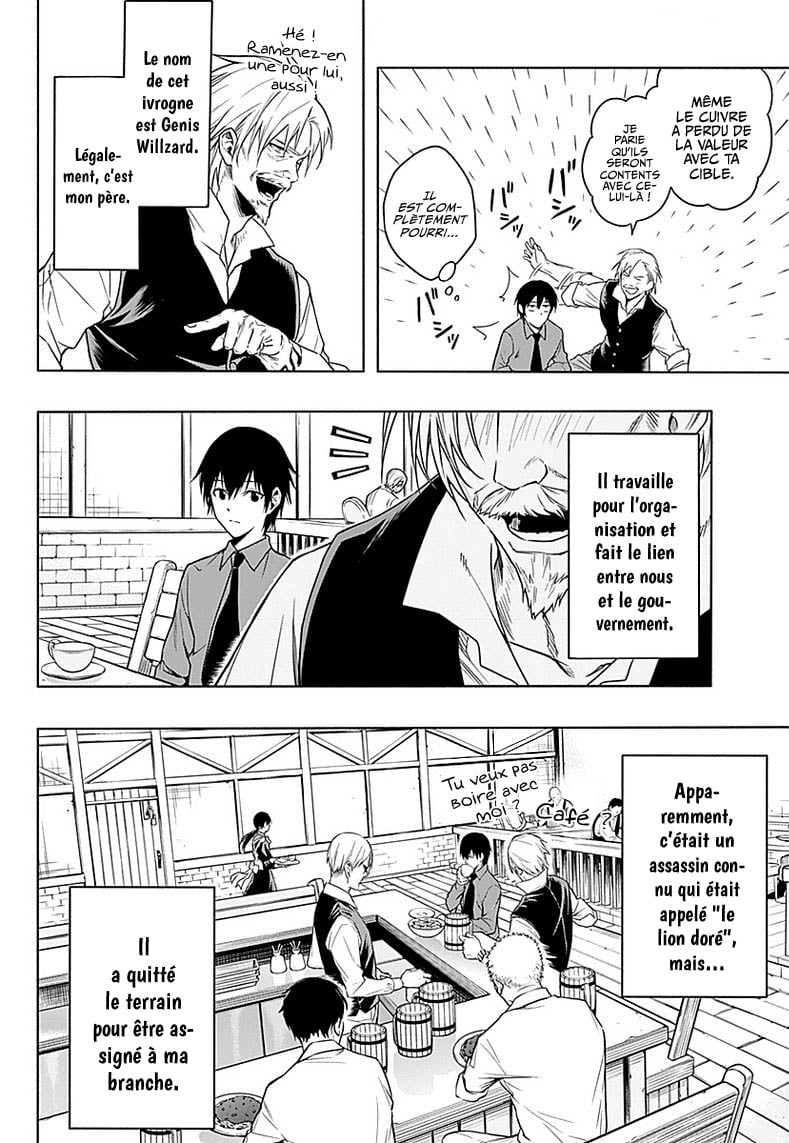 MÊME
LE CUIVRE
A PERDU DE
LA VALEUR
AVEC TA
CIBLE.
JE
PARIE
QU'ILS
SERONT
CONTENTS
AVEC CE-
LUI-LÀ !
IL
EST COM-
PLÈTEMENT
POURRI...
Hé !
Ramenez-en
une pour lui,
aussi !
Le nom
de cet
ivrogne
est Genis
Willzard.
Légale-
ment, c'est
mon père.
Il travaille
pour l'orga-
nisation et
fait le lien
entre nous
et le gou-
vernement.
Appa-
remment,
c'était un
assassin con-
nu qui était
appelé "le
lion doré",
mais...
Tu veux pas
boire avec
moi ?
Café ?
Il
a quitté
le terrain
pour être as-
signé à ma
branche.